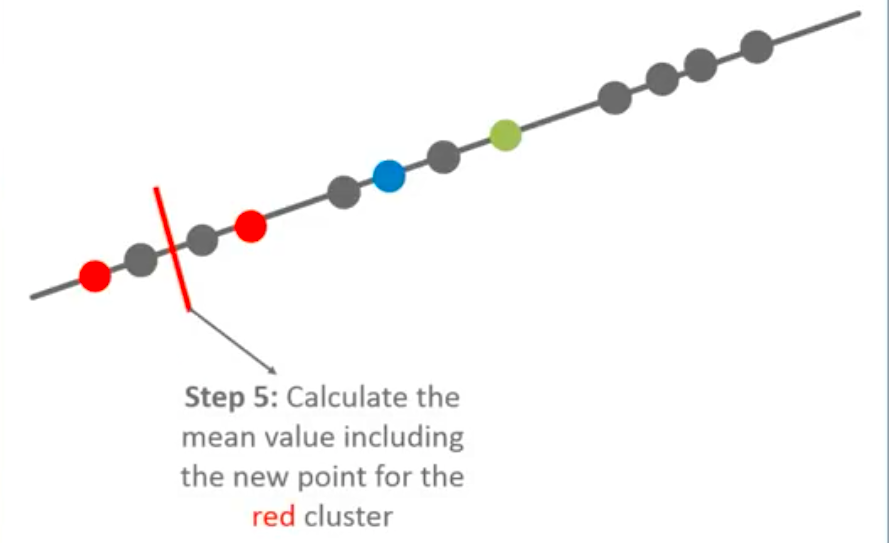 Step 5: Calculate the
mean value including
the new point for the
red cluster